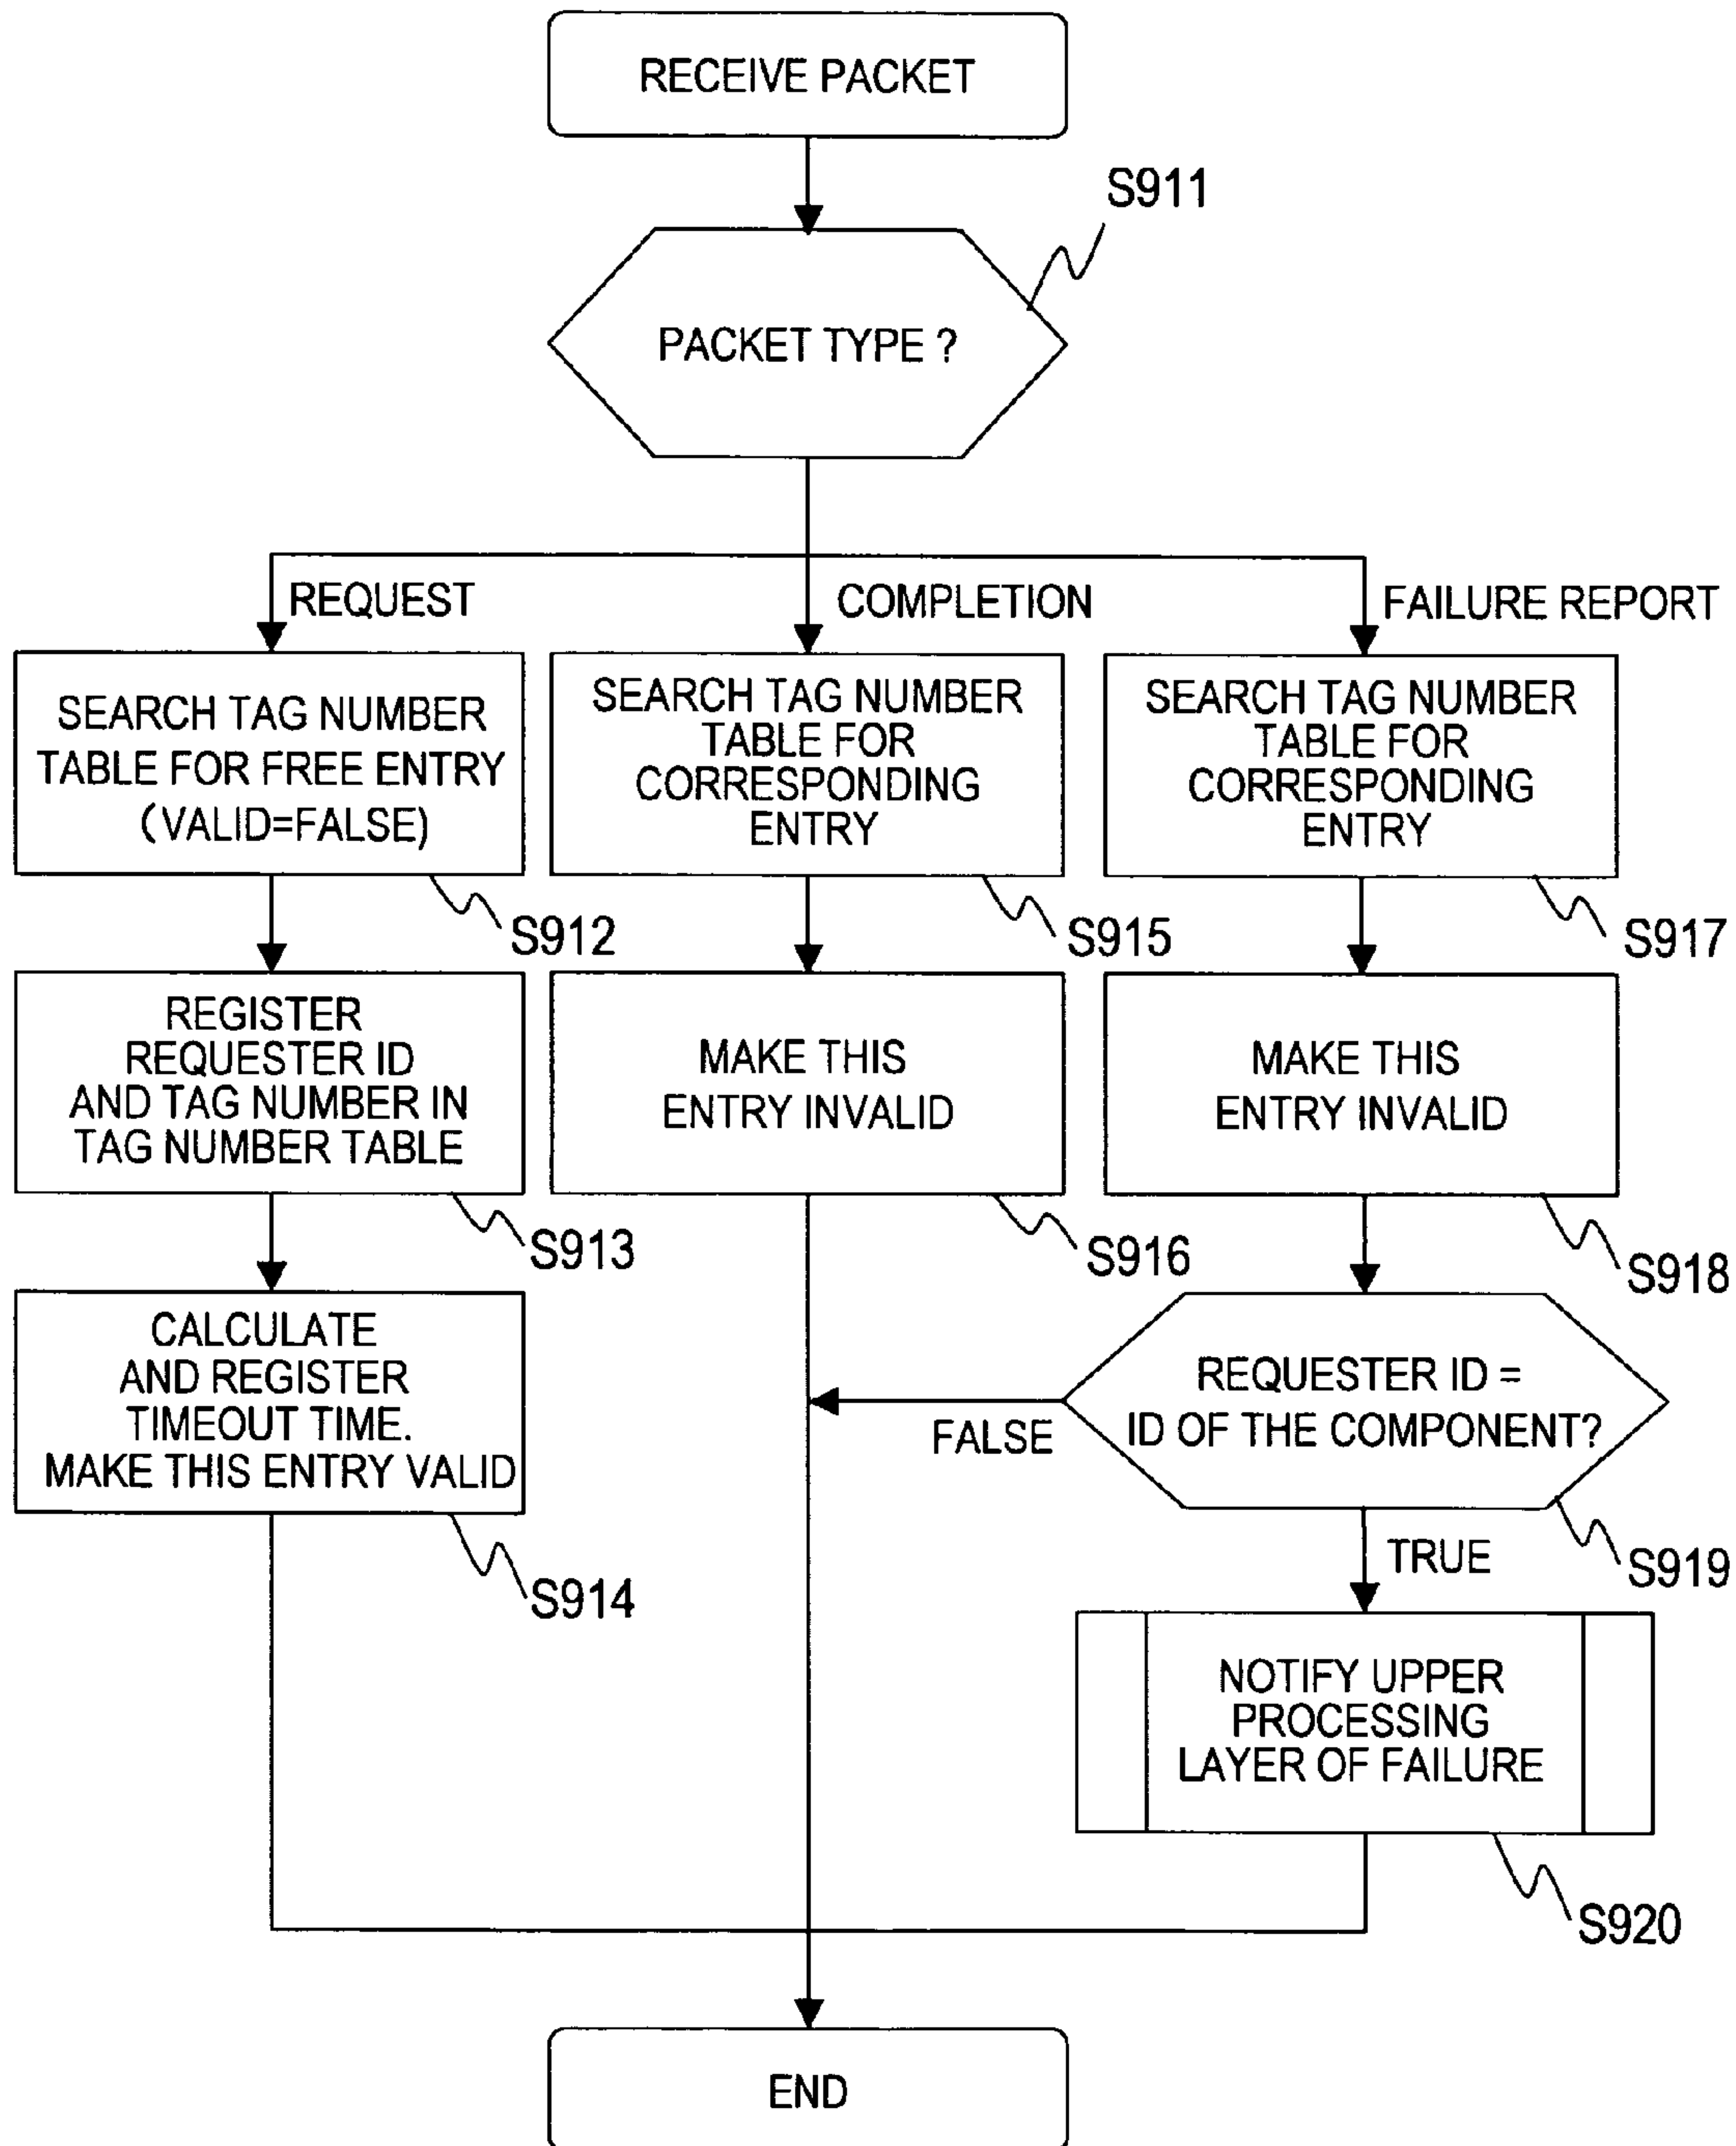 RECEIVE PACKET
S911
PACKET TYPE ?
REQUEST
COMPLETION
FAILURE REPORT
SEARCH TAG NUMBER
TABLE FOR FREE ENTRY
(VALID=FALSE)
S912
SEARCH TAG NUMBER
TABLE FOR
CORRESPONDING
ENTRY
S915
SEARCH TAG NUMBER
TABLE FOR
CORRESPONDING
ENTRY
S917
REGISTER
REQUESTER ID
AND TAG NUMBER IN
TAG NUMBER TABLE
S913
MAKE THIS
ENTRY INVALID
S916
MAKE THIS
ENTRY INVALID
S918
CALCULATE
AND REGISTER
TIMEOUT TIME.
MAKE THIS ENTRY VALID
S914
REQUESTER ID =
ID OF THE COMPONENT?
FALSE
S919
TRUE
NOTIFY UPPER
PROCESSING
LAYER OF FAILURE
S920
END